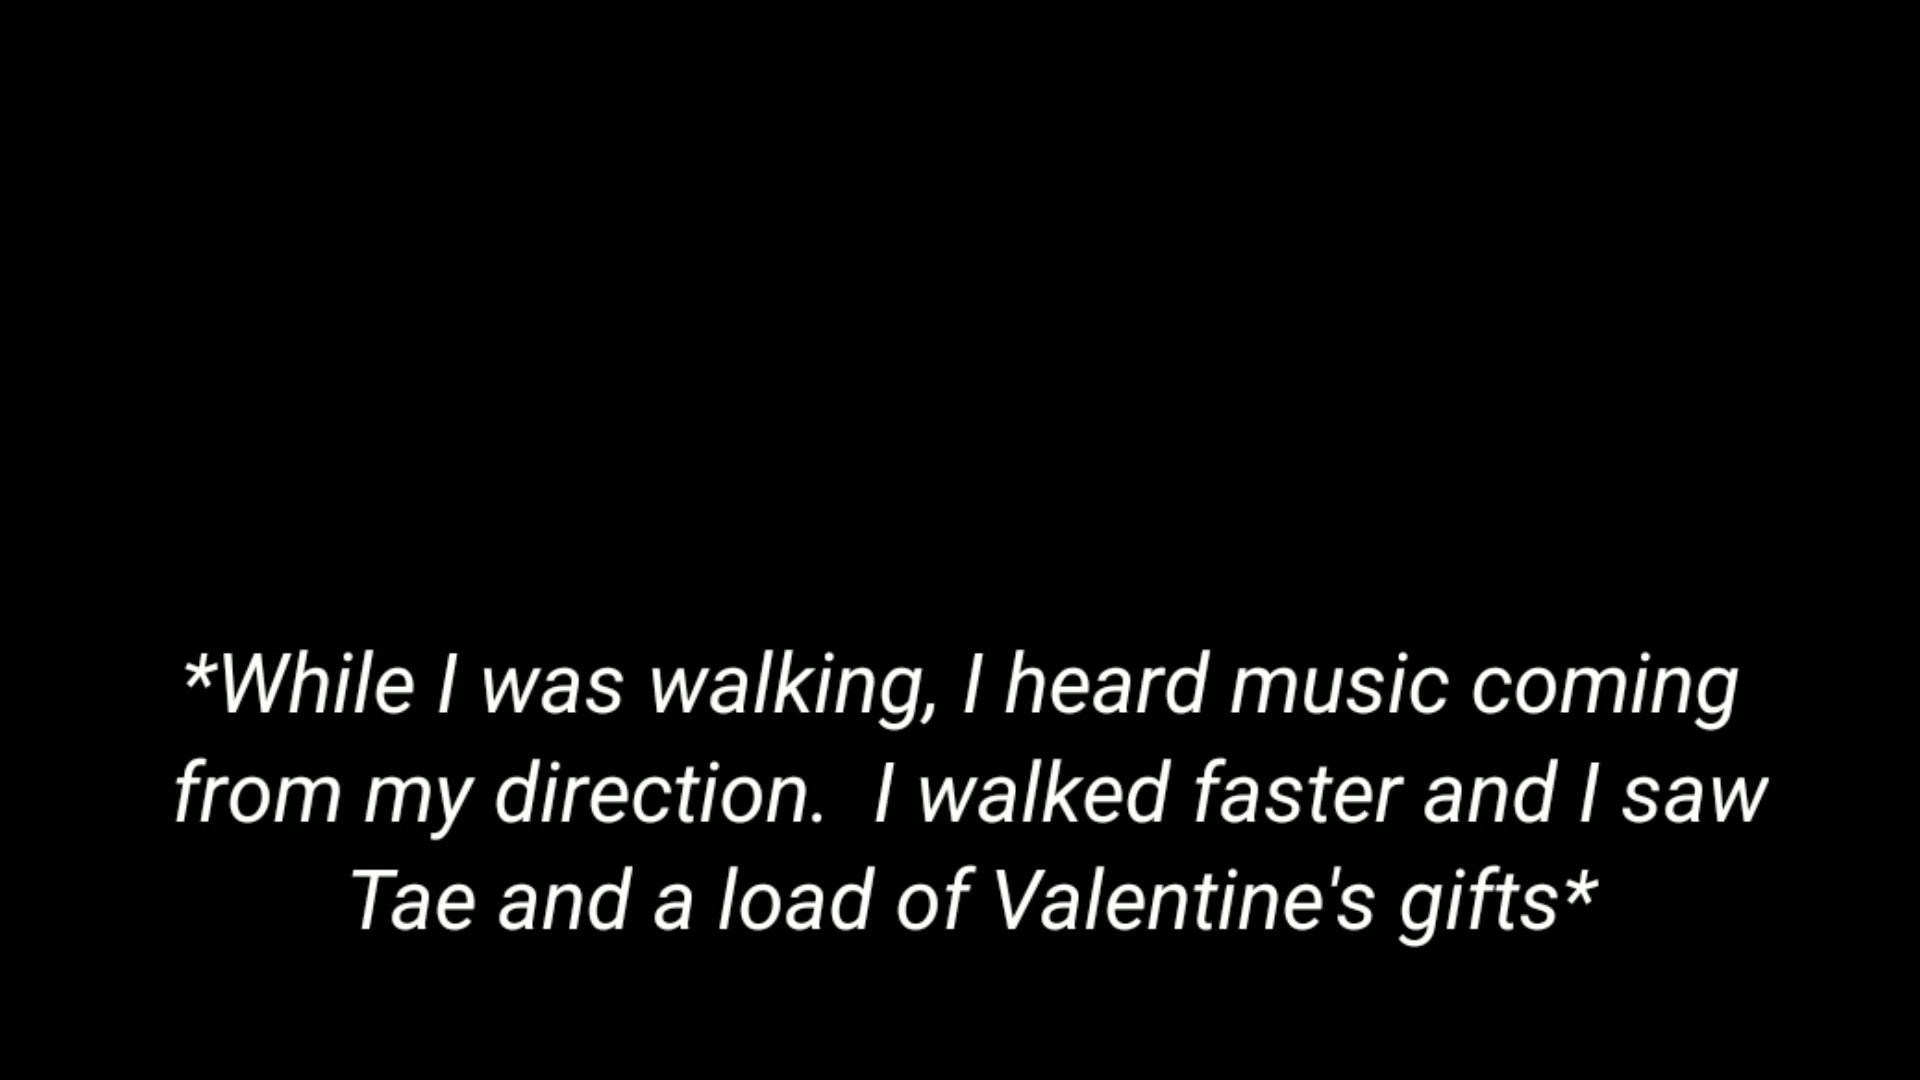 *While I was walking, I heard music coming
from my direction.  I walked faster and I saw
Tae and a load of Valentine's gifts*